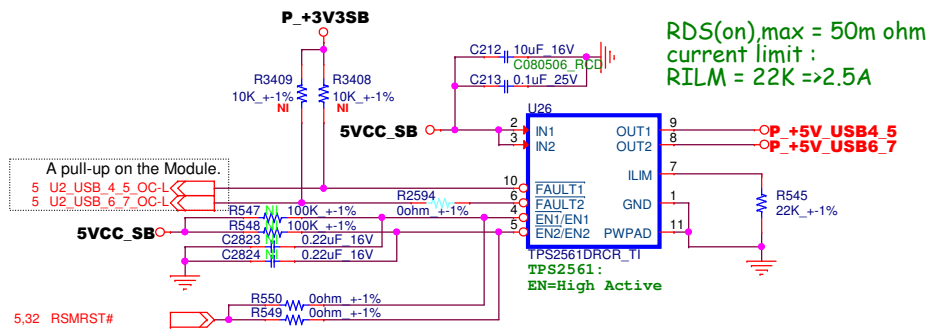 P_+3V3SB
RDS(on),max = 50m ohm
current limit :
RILM = 22K =>2.5A
C212 10uF_16V
C080506_RCD
C213 0.1uF_25V
R3409
10K_+-1%
NI
R3408
10K_+-1%
NI
U26
5VCC_SB
2 IN1
3 IN2
OUT1 9 P_+5V_USB4_5
OUT2 8 P_+5V_USB6_7
A pull-up on the Module.
5 U2_USB_4_5_OC-L
5 U2_USB_6_7_OC-L
10 FAULT1
6 FAULT2
4 EN1/EN1
5 EN2/EN2
ILIM 7
GND 1
PWPAD 11
R2594
0ohm_+-1%
R545
22K_+-1%
R547 NI 100K_+-1%
R548 NI 100K_+-1%
5VCC_SB
C2823 NI 0.22uF_16V
C2824 NI 0.22uF_16V
TPS2561DRCR_TI
TPS2561:
EN=High Active
R550 0ohm_+-1%
R549 0ohm_+-1%
5,32 RSMRST#